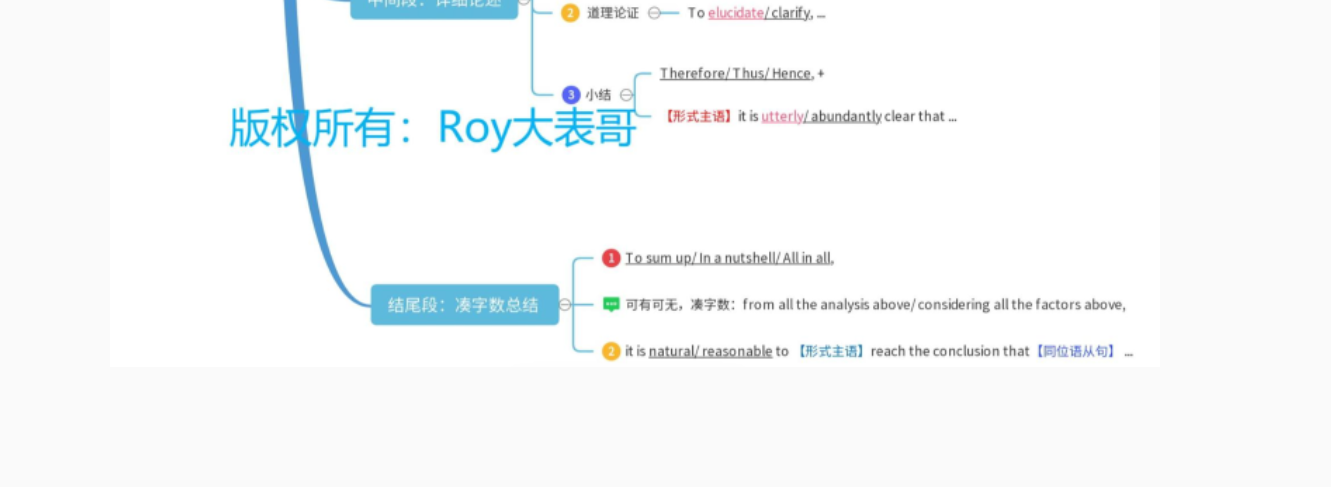 中间段：详细论述
2 道理论证 To elucidate/ clarify, ...
Therefore/ Thus/ Hence, +
3 小结
【形式主语】it is utterly/ abundantly clear that ...
版权所有：Roy大表哥
1 To sum up/ In a nutshell/ All in all,
结尾段：凑字数总结
可有可无，凑字数：from all the analysis above/ considering all the factors above,
2 it is natural/ reasonable to 【形式主语】reach the conclusion that【同位语从句】 ...